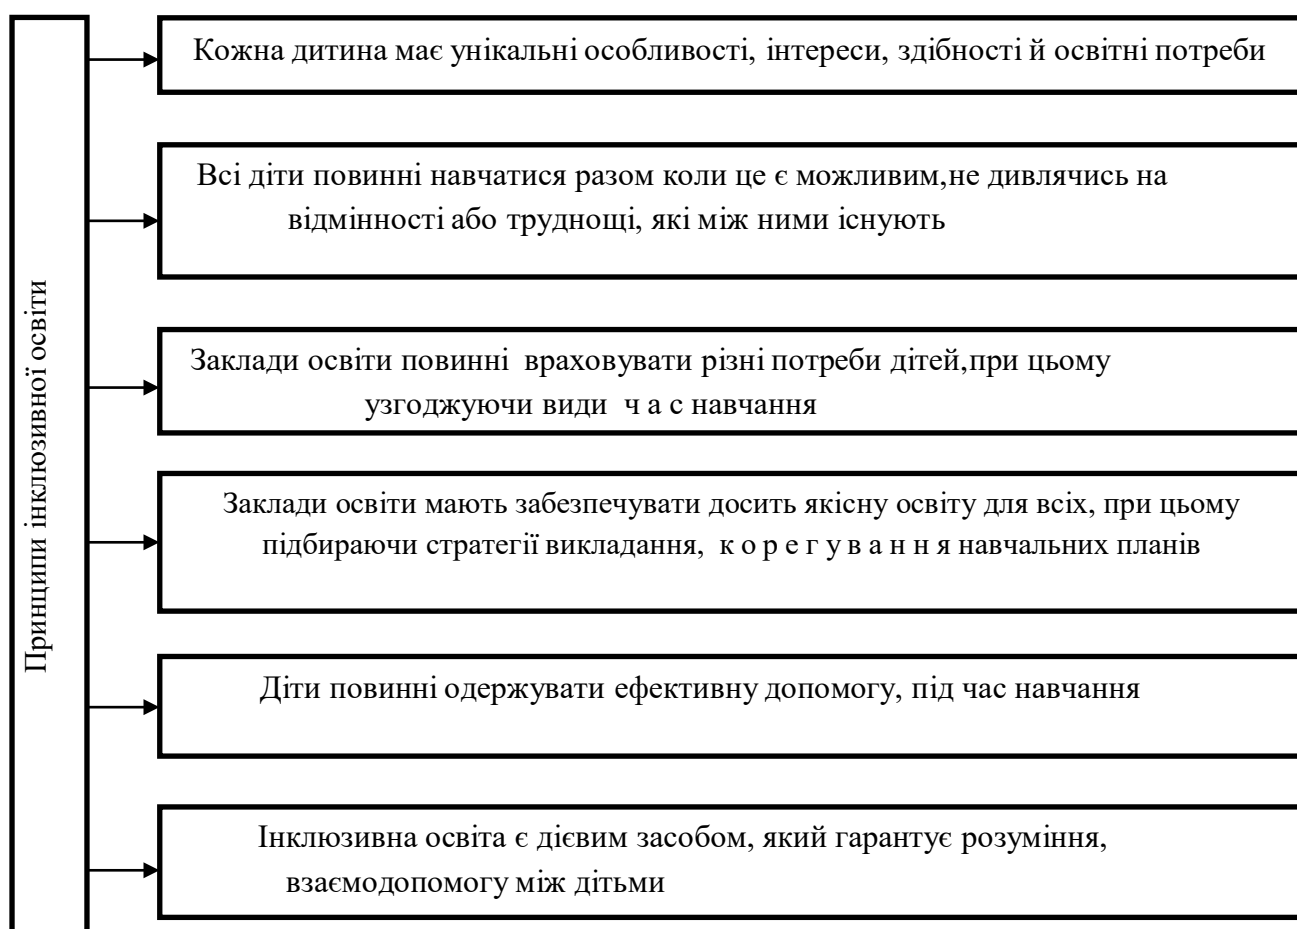 Принципи інклюзивної освіти
Кожна дитина має унікальні особливості, інтереси, здібності й освітні потреби
Всі діти повинні навчатися разом коли це є можливим,не дивлячись на
відмінності або труднощі, які між ними існують
Заклади освіти повинні враховувати різні потреби дітей,при цьому
узгоджуючи види ч а с навчання
Заклади освіти мають забезпечувати досить якісну освіту для всіх, при цьому
підбираючи стратегії викладання, к о р е г у в а н н я навчальних планів
Діти повинні одержувати ефективну допомогу, під час навчання
Інклюзивна освіта є дієвим засобом, який гарантує розуміння,
взаємодопомогу між дітьми